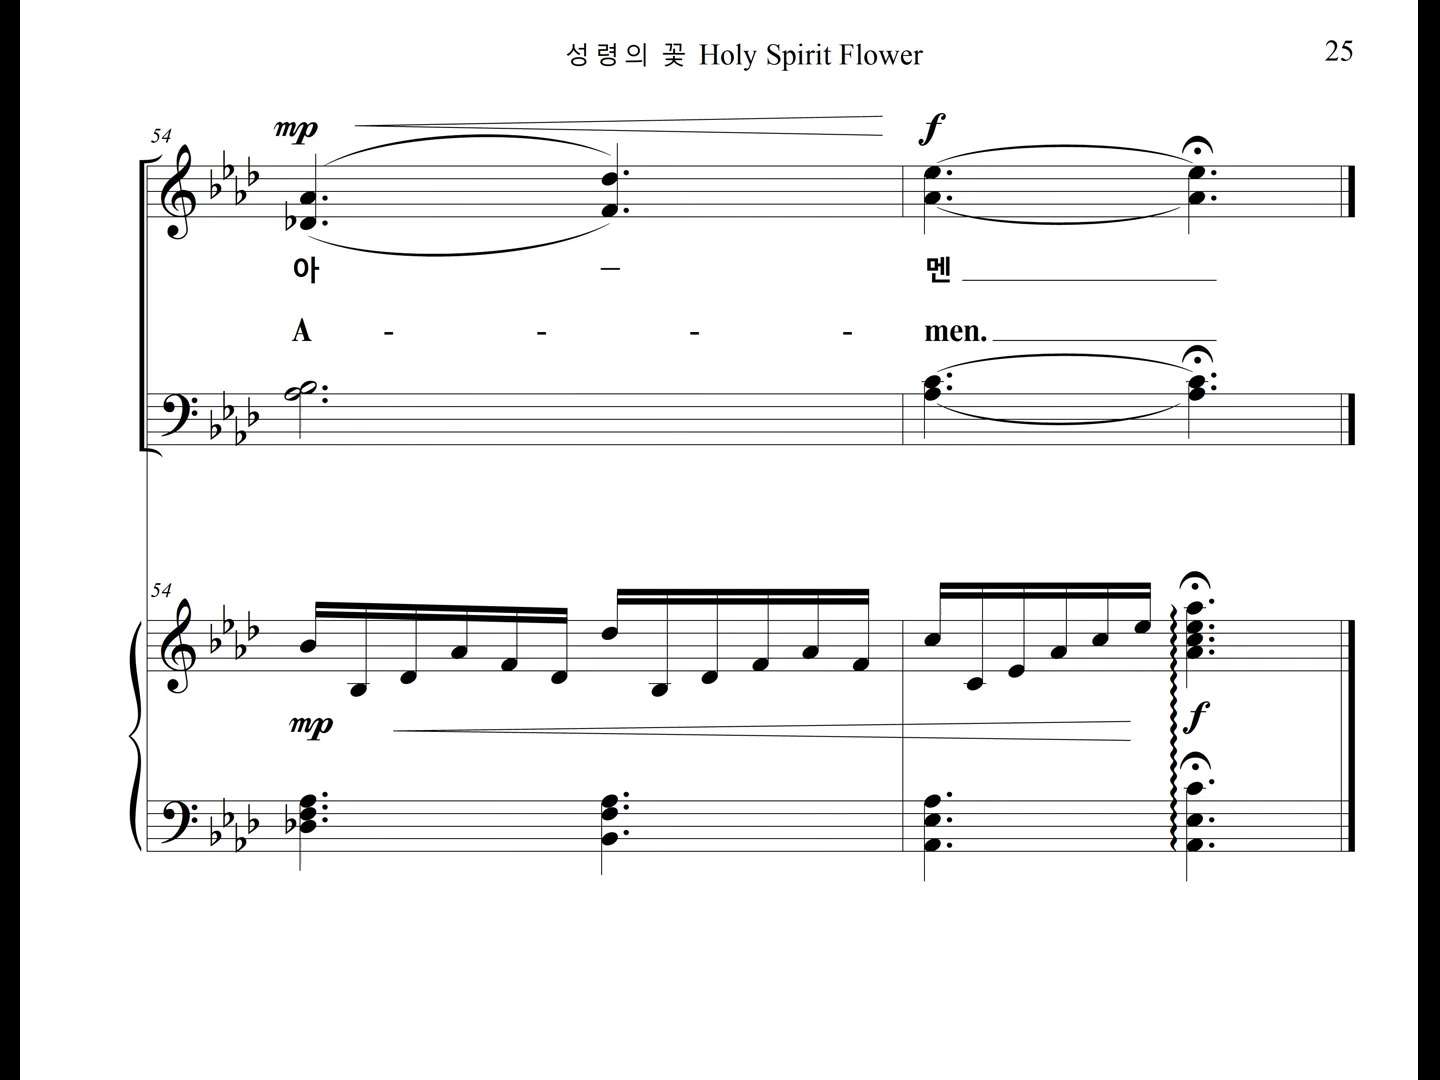 성령의 꽃 Holy Spirit Flower
25
54
mp
f
아 – 멘
A - - - - men.
54
mp
f